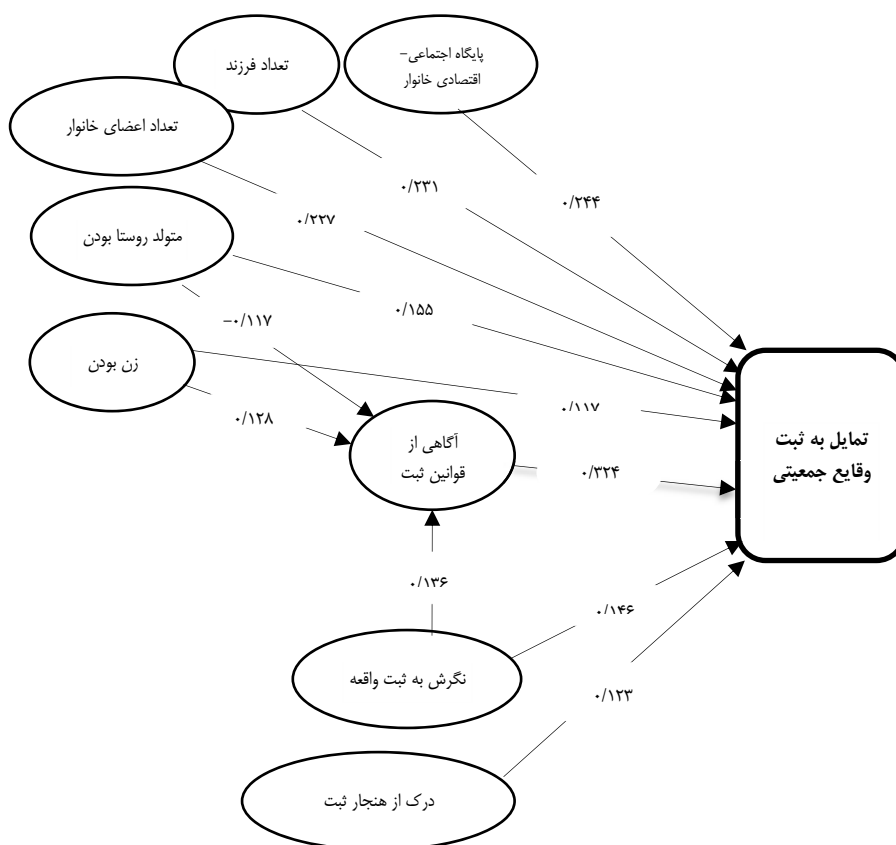 پایگاه اجتماعی-
اقتصادی خانوار
تعداد فرزند
تعداد اعضای خانوار
۰/۲۳۱
۰/۲۴۴
۰/۲۲۷
متولد روستا بودن
۰/۱۵۵
-۰/۱۱۷
زن بودن
۰/۱۱۷
۰/۱۲۸
آگاهی از
قوانین ثبت
تمایل به ثبت
وقایع جمعیتی
۰/۳۲۴
۰/۱۳۶
۰/۱۴۶
نگرش به ثبت واقعه
۰/۱۲۳
درک از هنجار ثبت